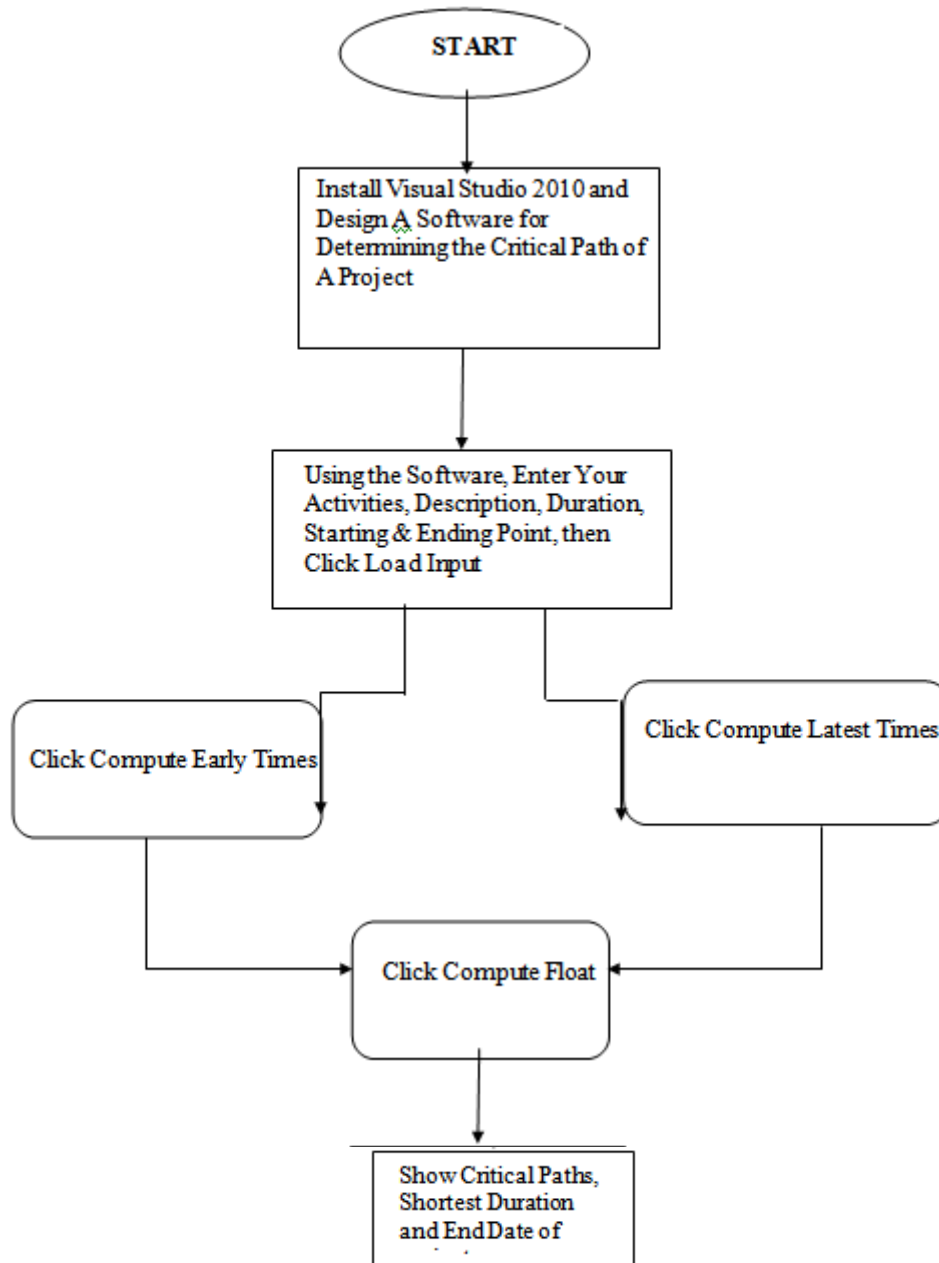 START
Install Visual Studio 2010 and
Design A Software for
Determining the Critical Path of
A Project
Using the Software, Enter Your
Activities, Description, Duration,
Starting & Ending Point, then
Click Load Input
Click Compute Early Times
Click Compute Latest Times
Click Compute Float
Show Critical Paths,
Shortest Duration
and End Date of